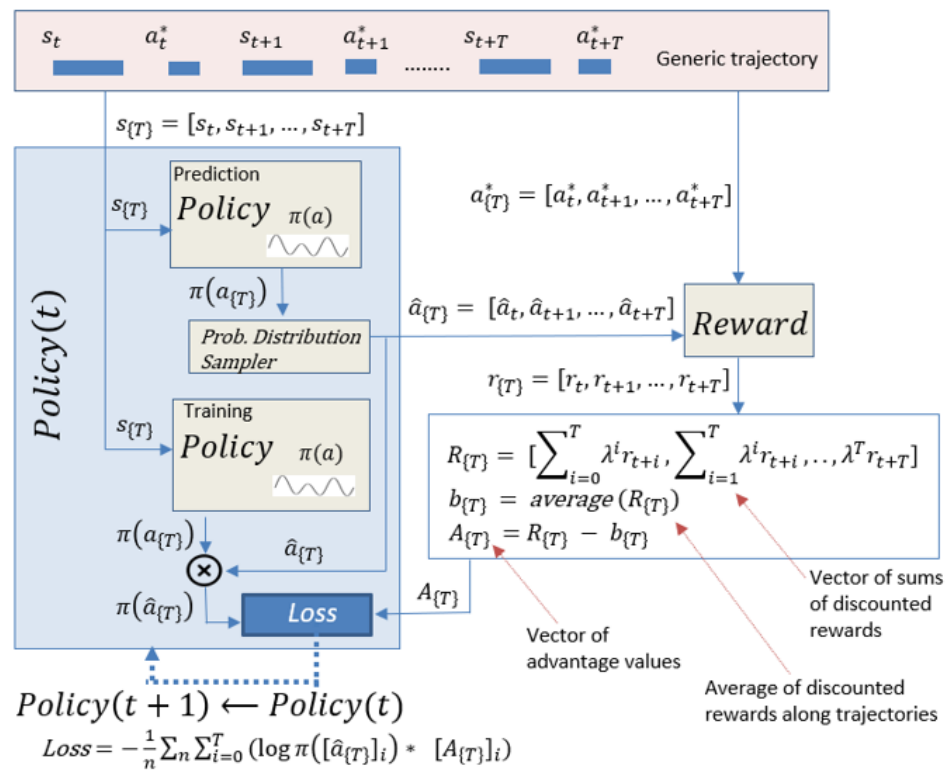 s_t a*_t s_{t+1} a*_{t+1} s_{t+T} a*_{t+T}
........
Generic trajectory
s_{T} = [s_t, s_{t+1}, …, s_{t+T}]
a*_{T} = [a*_t, a*_{t+1}, …, a*_{t+T}]
Policy(t)
Prediction
Policy π(a)
s_{T}
π(a_{T})
Prob. Distribution
Sampler
â_{T} = [â_t, â_{t+1}, …, â_{t+T}]
Reward
r_{T} = [r_t, r_{t+1}, …, r_{t+T}]
Training
Policy π(a)
s_{T}
R_{T} = [∑_{i=0}^{T} λ^i r_{t+i}, ∑_{i=1}^{T} λ^i r_{t+i}, .., λ^T r_{t+T}]
b_{T} = average(R_{T})
A_{T} = R_{T} − b_{T}
π(a_{T})
â_{T}
π(â_{T})
Loss
A_{T}
Vector of sums
of discounted
rewards
Vector of
advantage values
Average of discounted
rewards along trajectories
Policy(t + 1) ← Policy(t)
Loss = −\frac{1}{n} ∑_n ∑_{i=0}^{T} (log π([â_{T}]_i) * [A_{T}]_i)